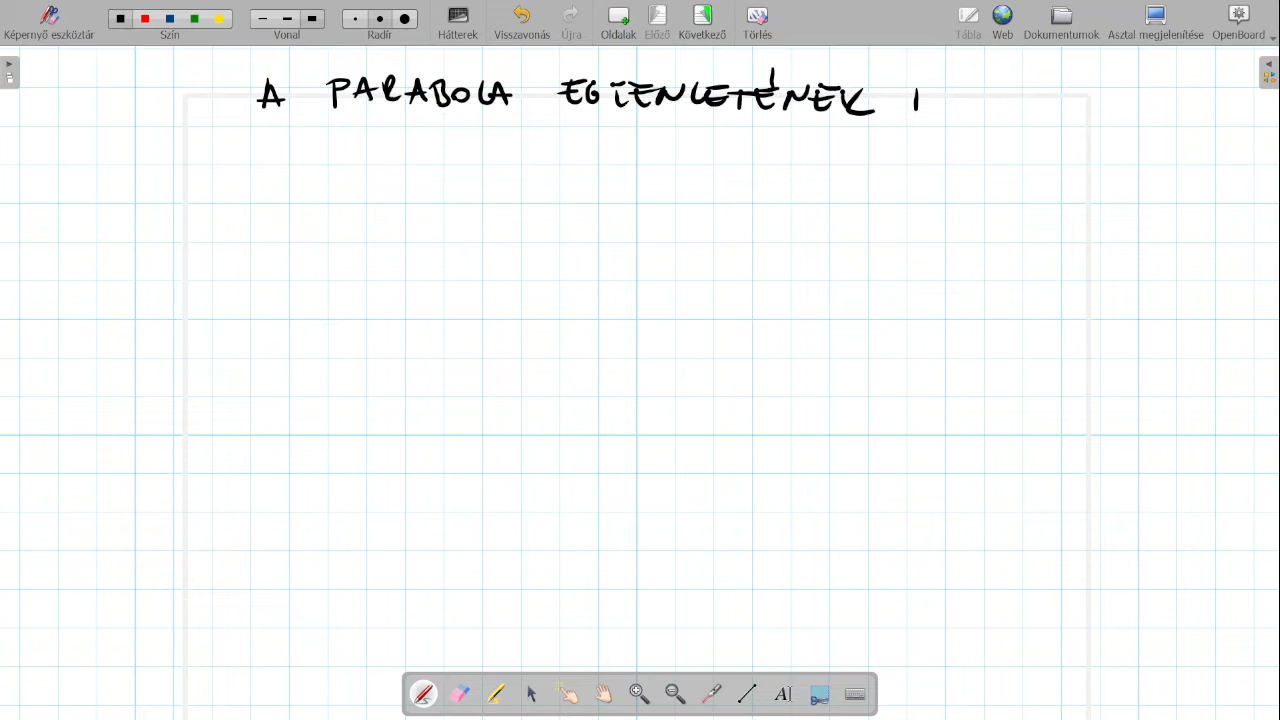 Képernyő eszköztár Szín Vonal Radír Hátterek Visszavonás Újra Oldalak Előző Következő Törlés Tábla Web Dokumentumok Asztal megjelenítése OpenBoard
A PARABOLA EGYENLETÉNEK I